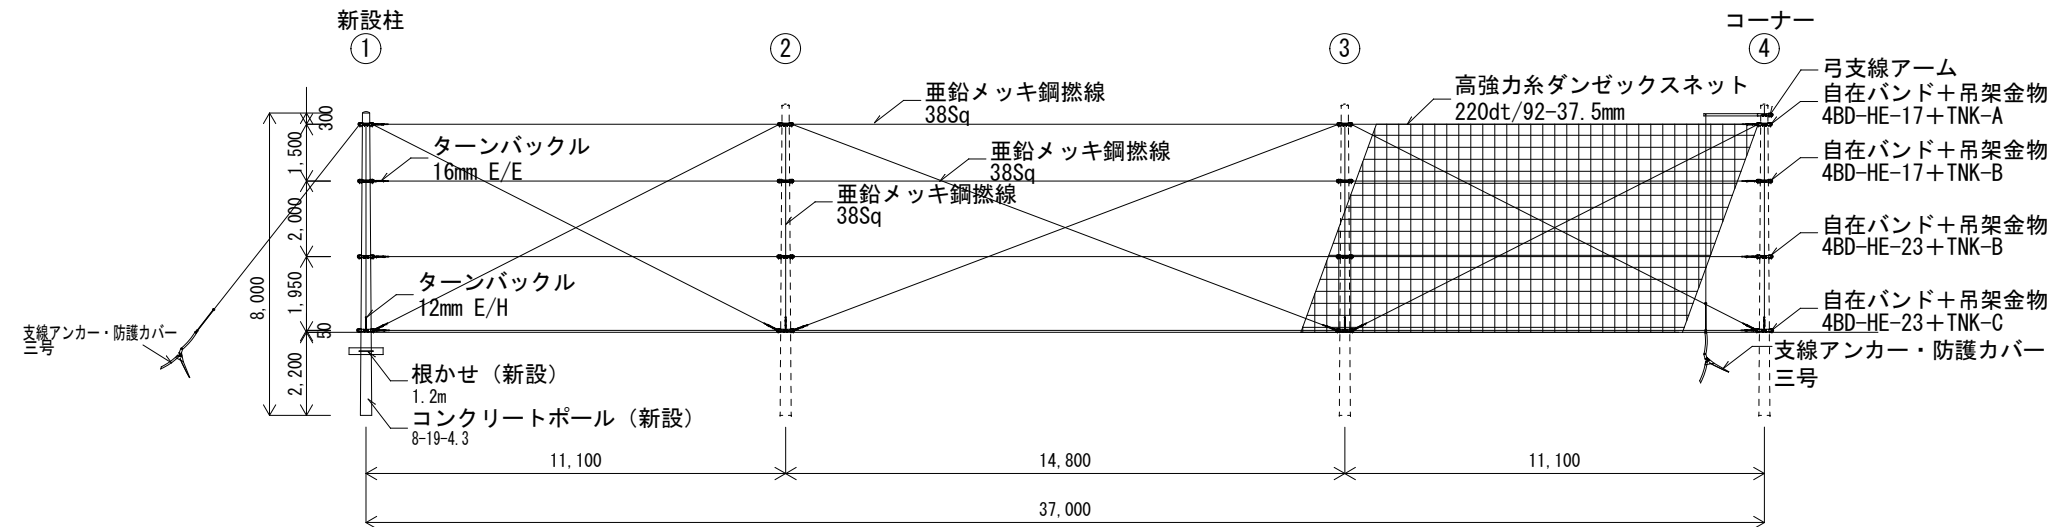 新設柱
コーナー
①
②
③
④
亜鉛メッキ鋼撚線
38Sq
亜鉛メッキ鋼撚線
38Sq
亜鉛メッキ鋼撚線
38Sq
高強力糸ダンゼックスネット
220dt/92-37.5mm
弓支線アーム
自在バンド＋吊架金物
4BD-HE-17＋TNK-A
自在バンド＋吊架金物
4BD-HE-17＋TNK-B
自在バンド＋吊架金物
4BD-HE-23＋TNK-B
自在バンド＋吊架金物
4BD-HE-23＋TNK-C
支線アンカー・防護カバー
三号
ターンバックル
16mm E/E
ターンバックル
12mm E/H
支線アンカー・防護カバー
三号
根かせ（新設）
1.2m
コンクリートポール（新設）
8-19-4.3
300
1,500
2,000
1,950
50
2,200
8,000
11,100
14,800
11,100
37,000